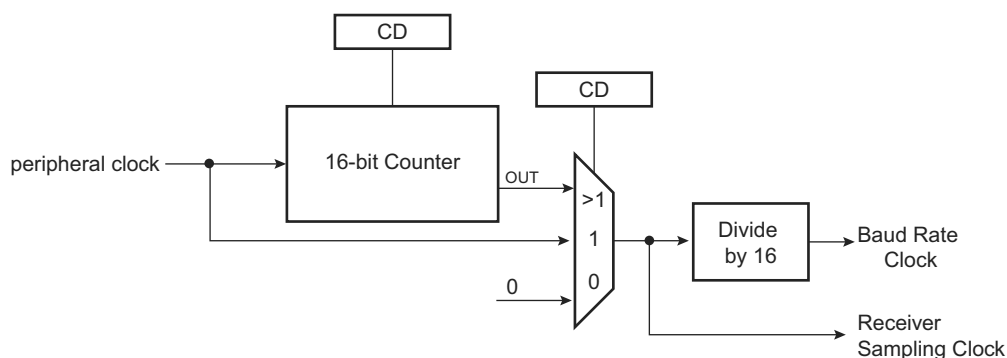 CD
CD
peripheral clock
16-bit Counter
OUT
>1
1
0
0
Divide
by 16
Baud Rate
Clock
Receiver
Sampling Clock